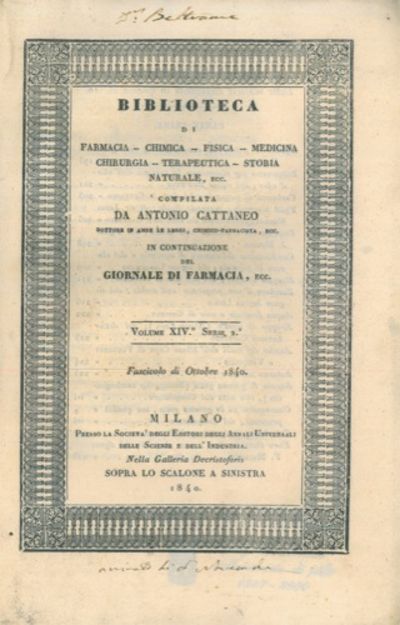 Dr. Beltrame
BIBLIOTECA
DI
FARMACIA - CHIMICA - FISICA - MEDICINA
CHIRURGIA - TERAPEUTICA - STORIA
NATURALE, ECC.
COMPILATA
DA ANTONIO CATTANEO
DOTTORE IN AMBE LE LEGGI, CHIMICO-FARMACISTA, ECC.
IN CONTINUAZIONE
DEL
GIORNALE DI FARMACIA, ECC.
VOLUME XIV.° SERIE 2.ª
Fascicolo di Ottobre 1840.
MILANO
PRESSO LA SOCIETA' DEGLI EDITORI DEGLI ANNALI UNIVERSALI
DELLE SCIENZE E DELL' INDUSTRIA.
Nella Galleria Decristoforis
SOPRA LO SCALONE A SINISTRA
1840.